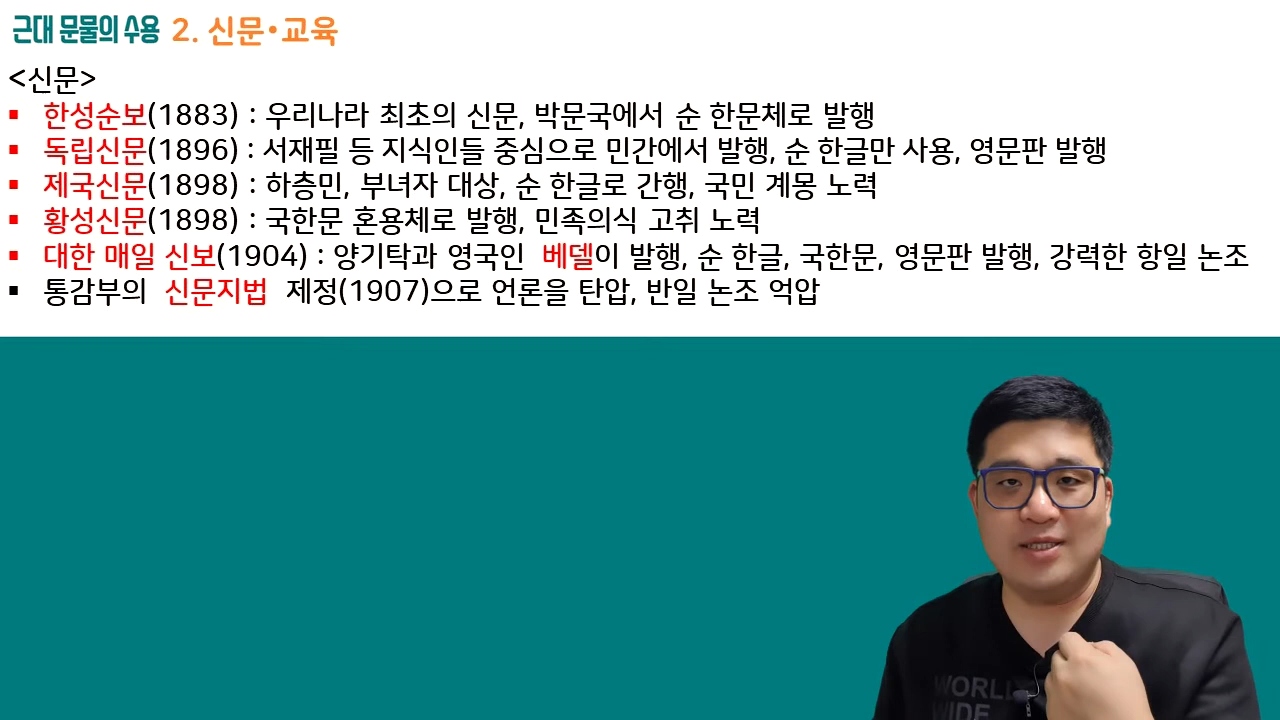 근대 문물의 수용 2. 신문•교육
<신문>
▪ 한성순보(1883) : 우리나라 최초의 신문, 박문국에서 순 한문체로 발행
▪ 독립신문(1896) : 서재필 등 지식인들 중심으로 민간에서 발행, 순 한글만 사용, 영문판 발행
▪ 제국신문(1898) : 하층민, 부녀자 대상, 순 한글로 간행, 국민 계몽 노력
▪ 황성신문(1898) : 국한문 혼용체로 발행, 민족의식 고취 노력
▪ 대한 매일 신보(1904) : 양기탁과 영국인 베델이 발행, 순 한글, 국한문, 영문판 발행, 강력한 항일 논조
▪ 통감부의 신문지법 제정(1907)으로 언론을 탄압, 반일 논조 억압
WORLD
WIDE